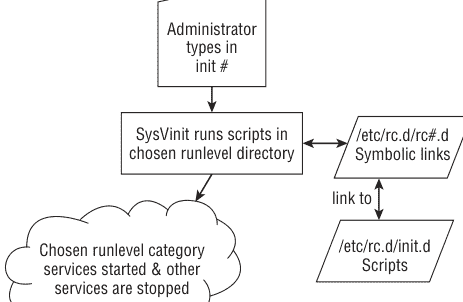 Administrator
types in
init #
SysVinit runs scripts in
chosen runlevel directory
/etc/rc.d/rc#.d
Symbolic links
link to
/etc/rc.d/init.d
Scripts
Chosen runlevel category
services started & other
services are stopped